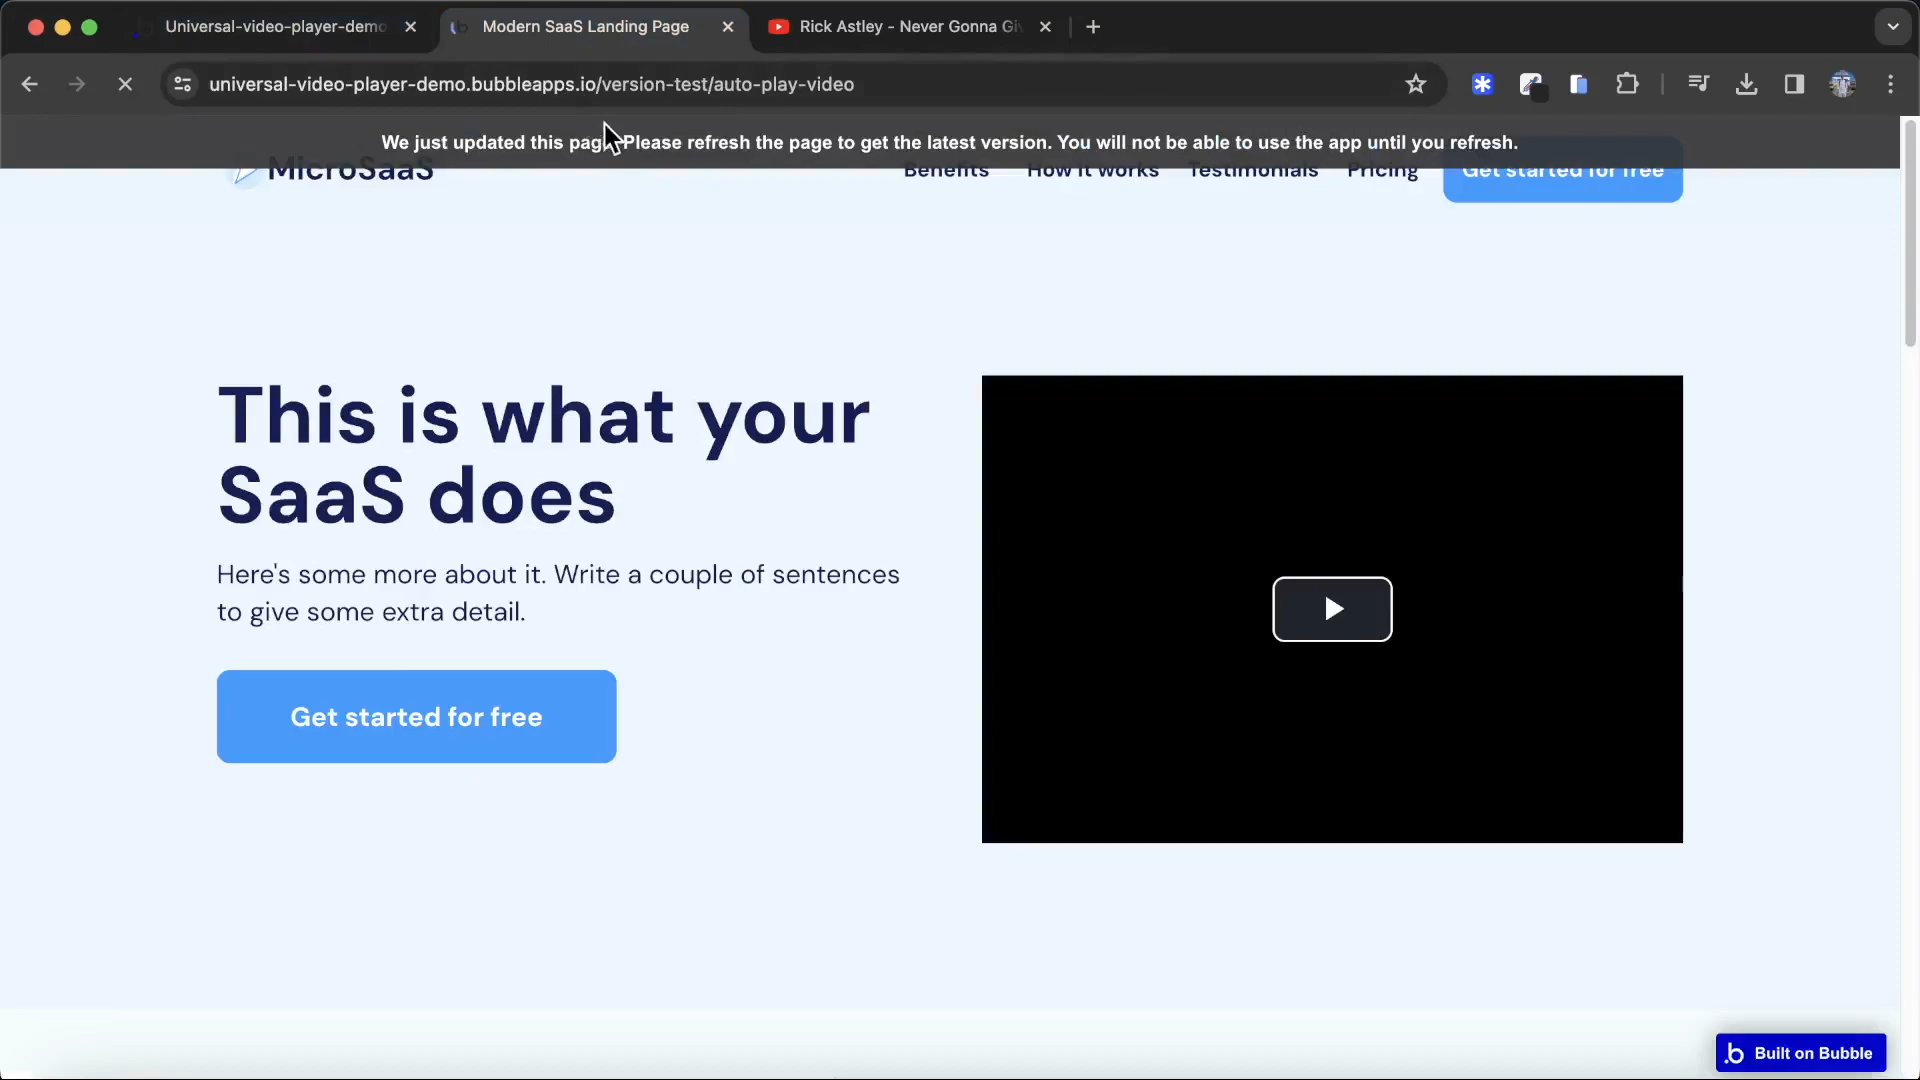 Universal-video-player-demo
Modern SaaS Landing Page
Rick Astley - Never Gonna Gi
universal-video-player-demo.bubbleapps.io/version-test/auto-play-video
We just updated this page. Please refresh the page to get the latest version. You will not be able to use the app until you refresh.
MicroSaaS
Benefits
How it works
Testimonials
Pricing
Get started for free
This is what your
SaaS does
Here's some more about it. Write a couple of sentences
to give some extra detail.
Get started for free
Built on Bubble